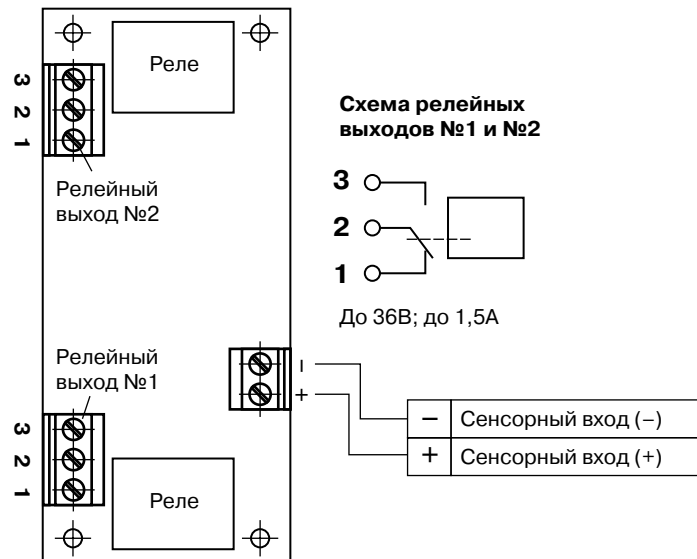 Реле
3
2
1
Релейный
выход №2
Схема релейных
выходов №1 и №2
3
2
1
До 36В; до 1,5А
Релейный
выход №1
–
+
3
2
1
Реле
– Сенсорный вход (–)
+ Сенсорный вход (+)